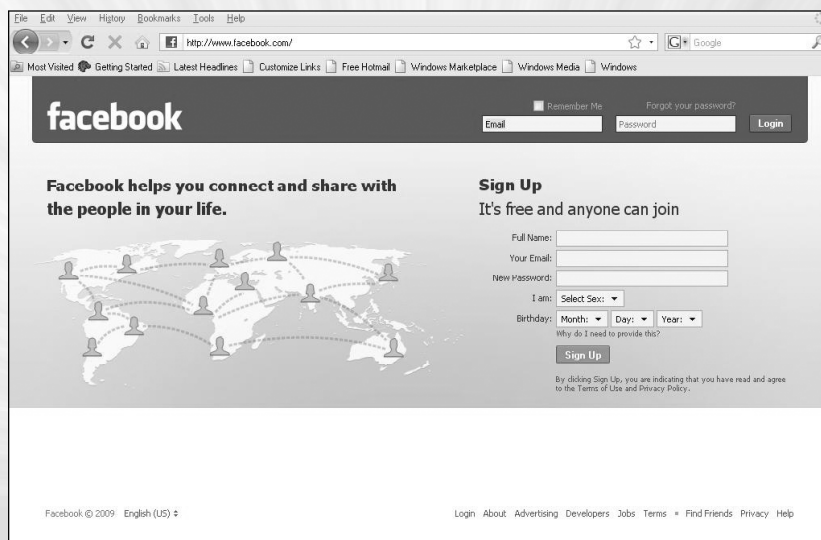 File Edit View History Bookmarks Tools Help
http://www.facebook.com/ G Google
Most Visited Getting Started Latest Headlines Customize Links Free Hotmail Windows Marketplace Windows Media Windows
facebook
Remember Me Forgot your password?
Email Password Login
Facebook helps you connect and share with
the people in your life.
Sign Up
It's free and anyone can join
Full Name:
Your Email:
New Password:
I am: Select Sex:
Birthday: Month: Day: Year:
Why do I need to provide this?
Sign Up
By clicking Sign Up, you are indicating that you have read and agree
to the Terms of Use and Privacy Policy.
Facebook © 2009 English (US)
Login About Advertising Developers Jobs Terms Find Friends Privacy Help